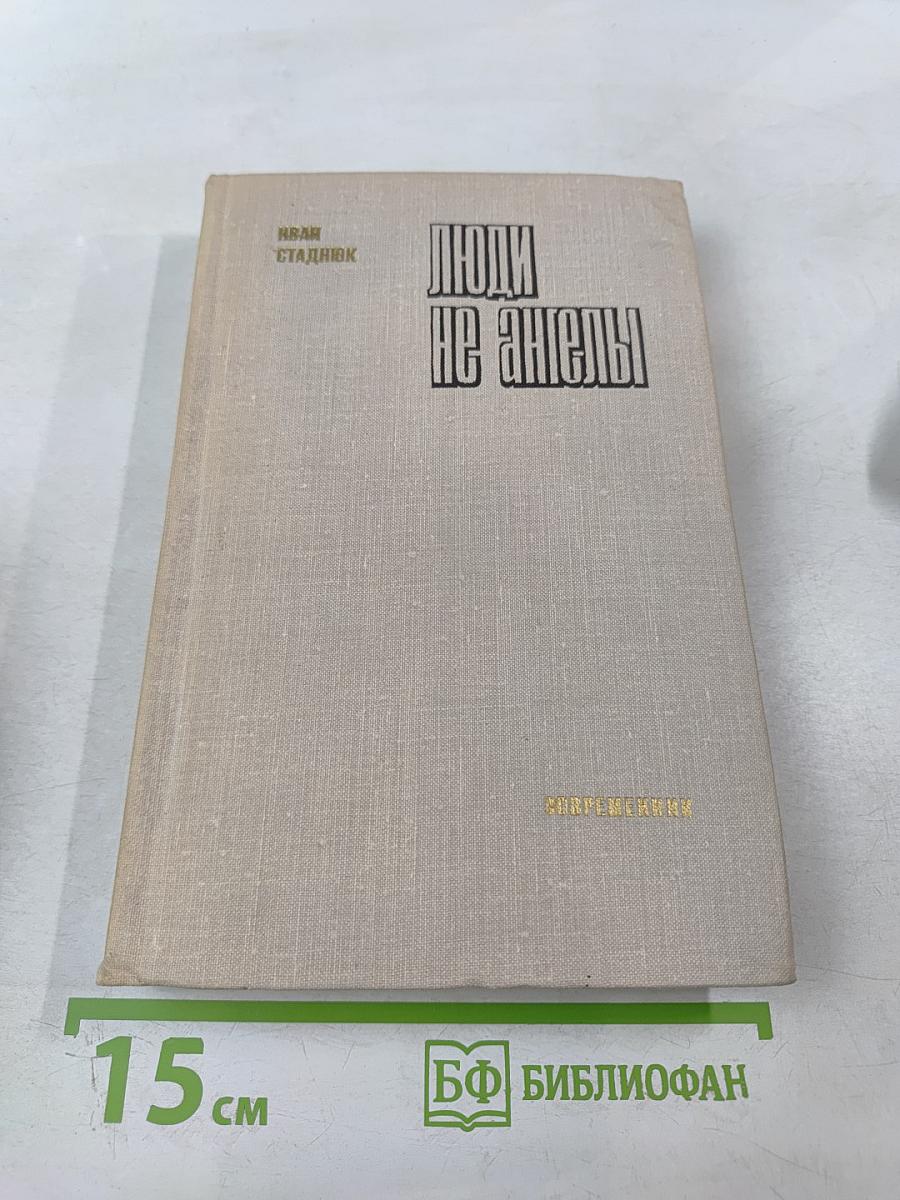 ИВАН
СТАДНЮК
ЛЮДИ
НЕ АНГЕЛЫ
СОВРЕМЕННИК
15 см
БФ БИБЛИОФАН